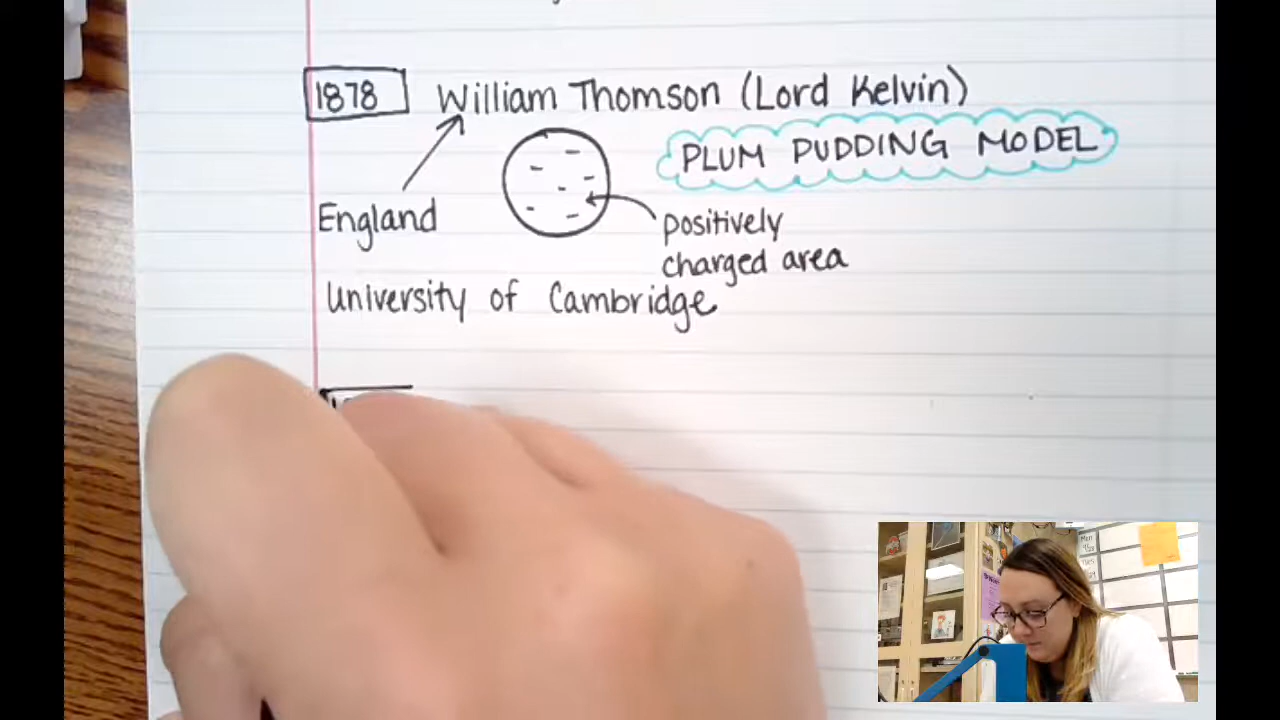 1878 William Thomson (Lord Kelvin)
PLUM PUDDING MODEL
England
positively
charged area
University of Cambridge